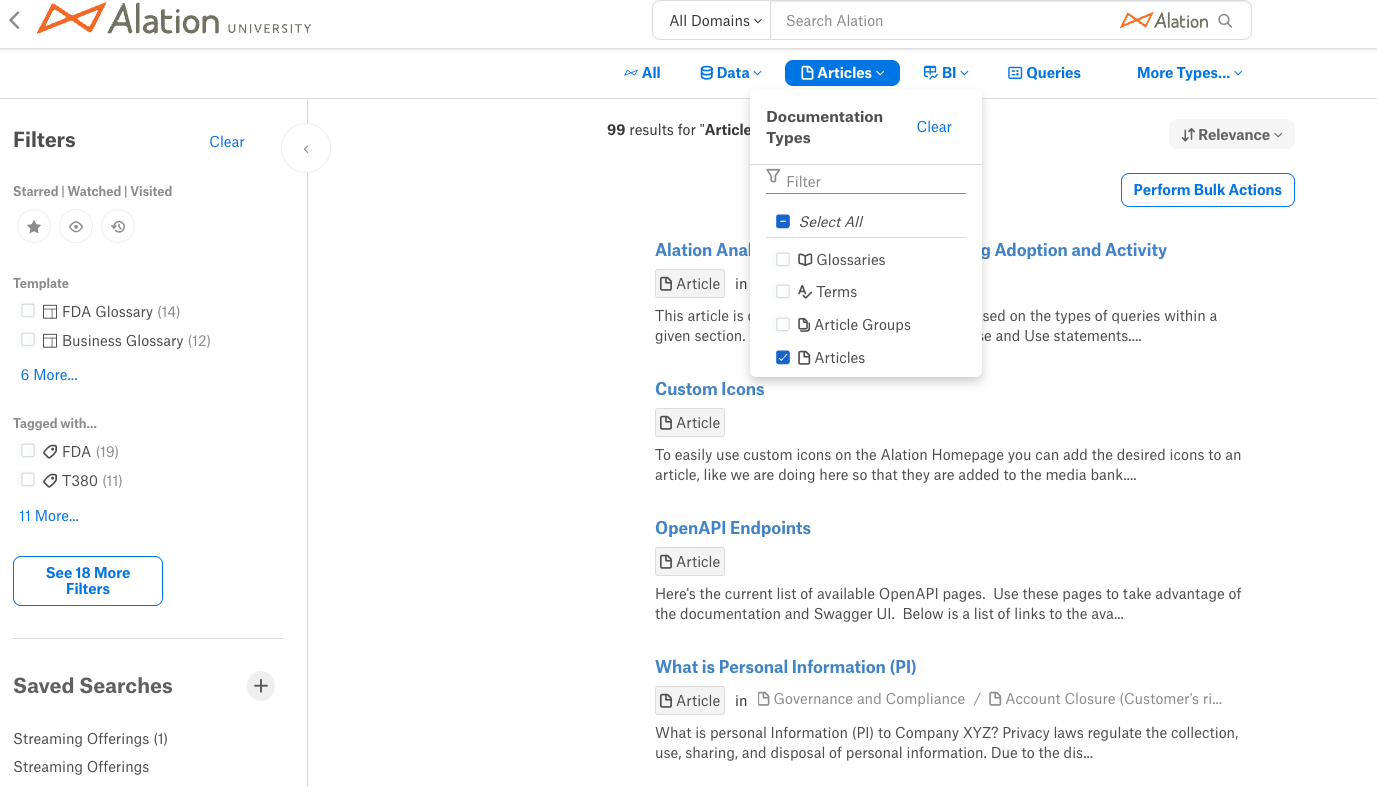 Alation UNIVERSITY
All Domains
Search Alation
Alation
All
Data
Articles
BI
Queries
More Types...
Filters
Clear
Starred | Watched | Visited
Template
FDA Glossary (14)
Business Glossary (12)
6 More...
Tagged with...
FDA (19)
T380 (11)
11 More...
See 18 More
Filters
Saved Searches
Streaming Offerings (1)
Streaming Offerings
99 results for "Article
Relevance
Perform Bulk Actions
Documentation
Types
Clear
Filter
Select All
Glossaries
Terms
Article Groups
Articles
Alation Anal g Adoption and Activity
Article in
This article is sed on the types of queries within a
given section. se and Use statements....
Custom Icons
Article
To easily use custom icons on the Alation Homepage you can add the desired icons to an
article, like we are doing here so that they are added to the media bank....
OpenAPI Endpoints
Article
Here's the current list of available OpenAPI pages. Use these pages to take advantage of
the documentation and Swagger UI. Below is a list of links to the ava...
What is Personal Information (PI)
Article in Governance and Compliance / Account Closure (Customer's ri...
What is personal Information (PI) to Company XYZ? Privacy laws regulate the collection,
use, sharing, and disposal of personal information. Due to the dis...